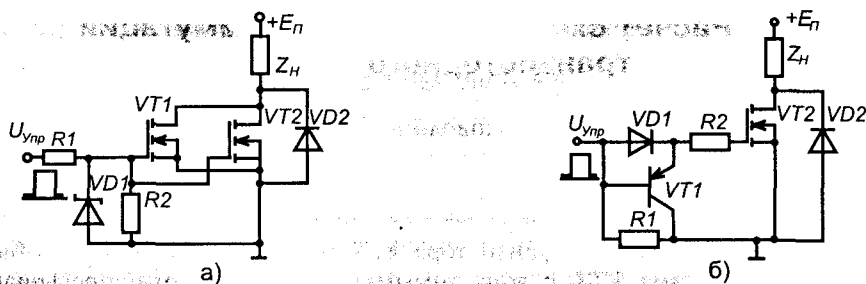 +Eп
Zн
VT1
VT2
VD2
Uупр
R1
VD1
R2
а)
+Eп
Zн
VD1
R2
VT2
VD2
Uупр
VT1
R1
б)